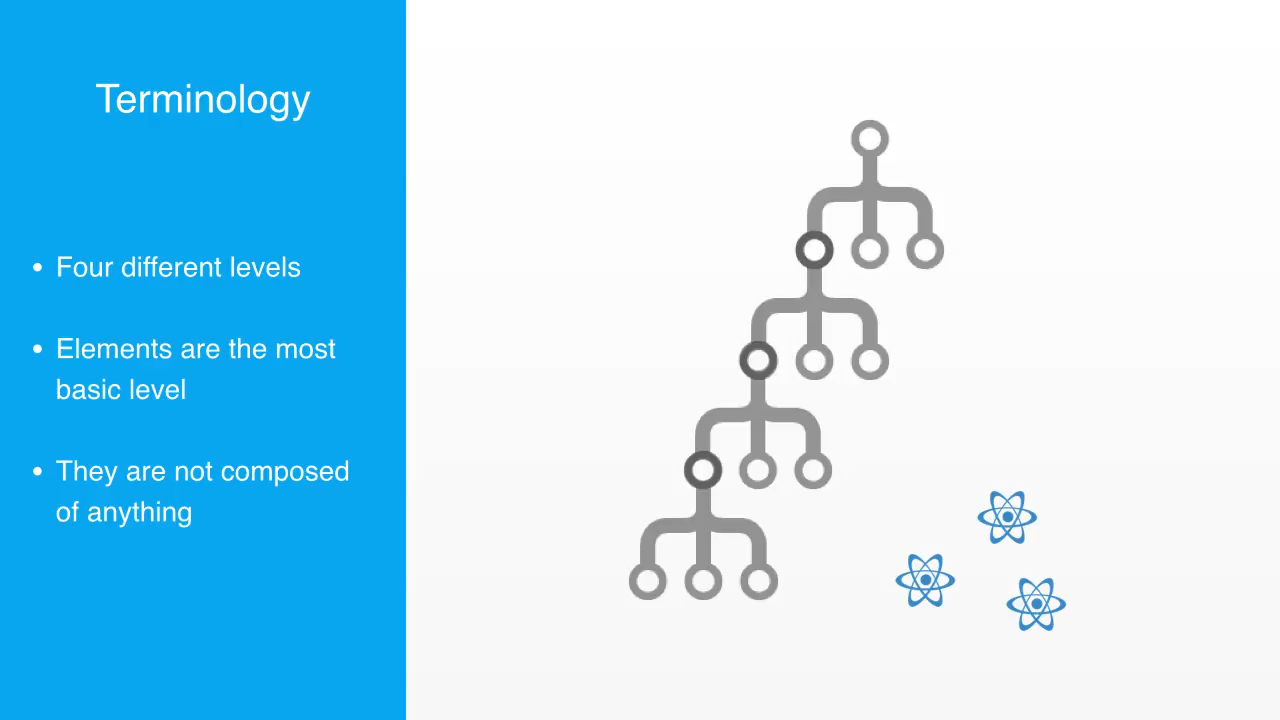 Terminology
• Four different levels
• Elements are the most
basic level
• They are not composed
of anything